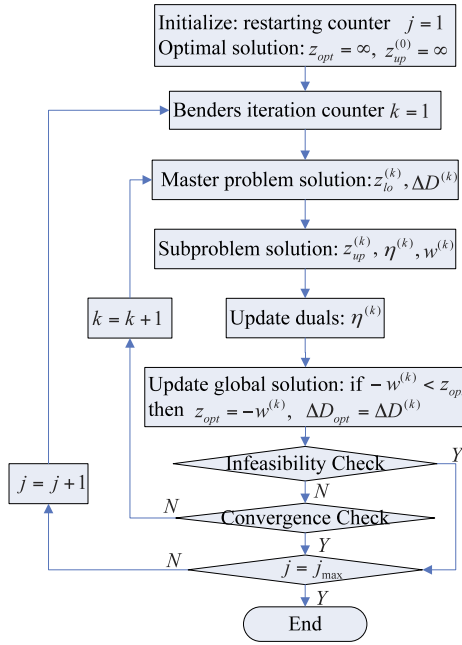 Initialize: restarting counter j = 1
Optimal solution: z_opt = ∞, z_up^(0) = ∞
Benders iteration counter k = 1
Master problem solution: z_lo^(k), ΔD^(k)
Subproblem solution: z_up^(k), η^(k), w^(k)
k = k+1
Update duals: η^(k)
Update global solution: if − w^(k) < z_op
then z_opt = −w^(k), ΔD_opt = ΔD^(k)
Infeasibility Check
Y
N
j = j+1
N
Convergence Check
Y
N
j = j_max
Y
End